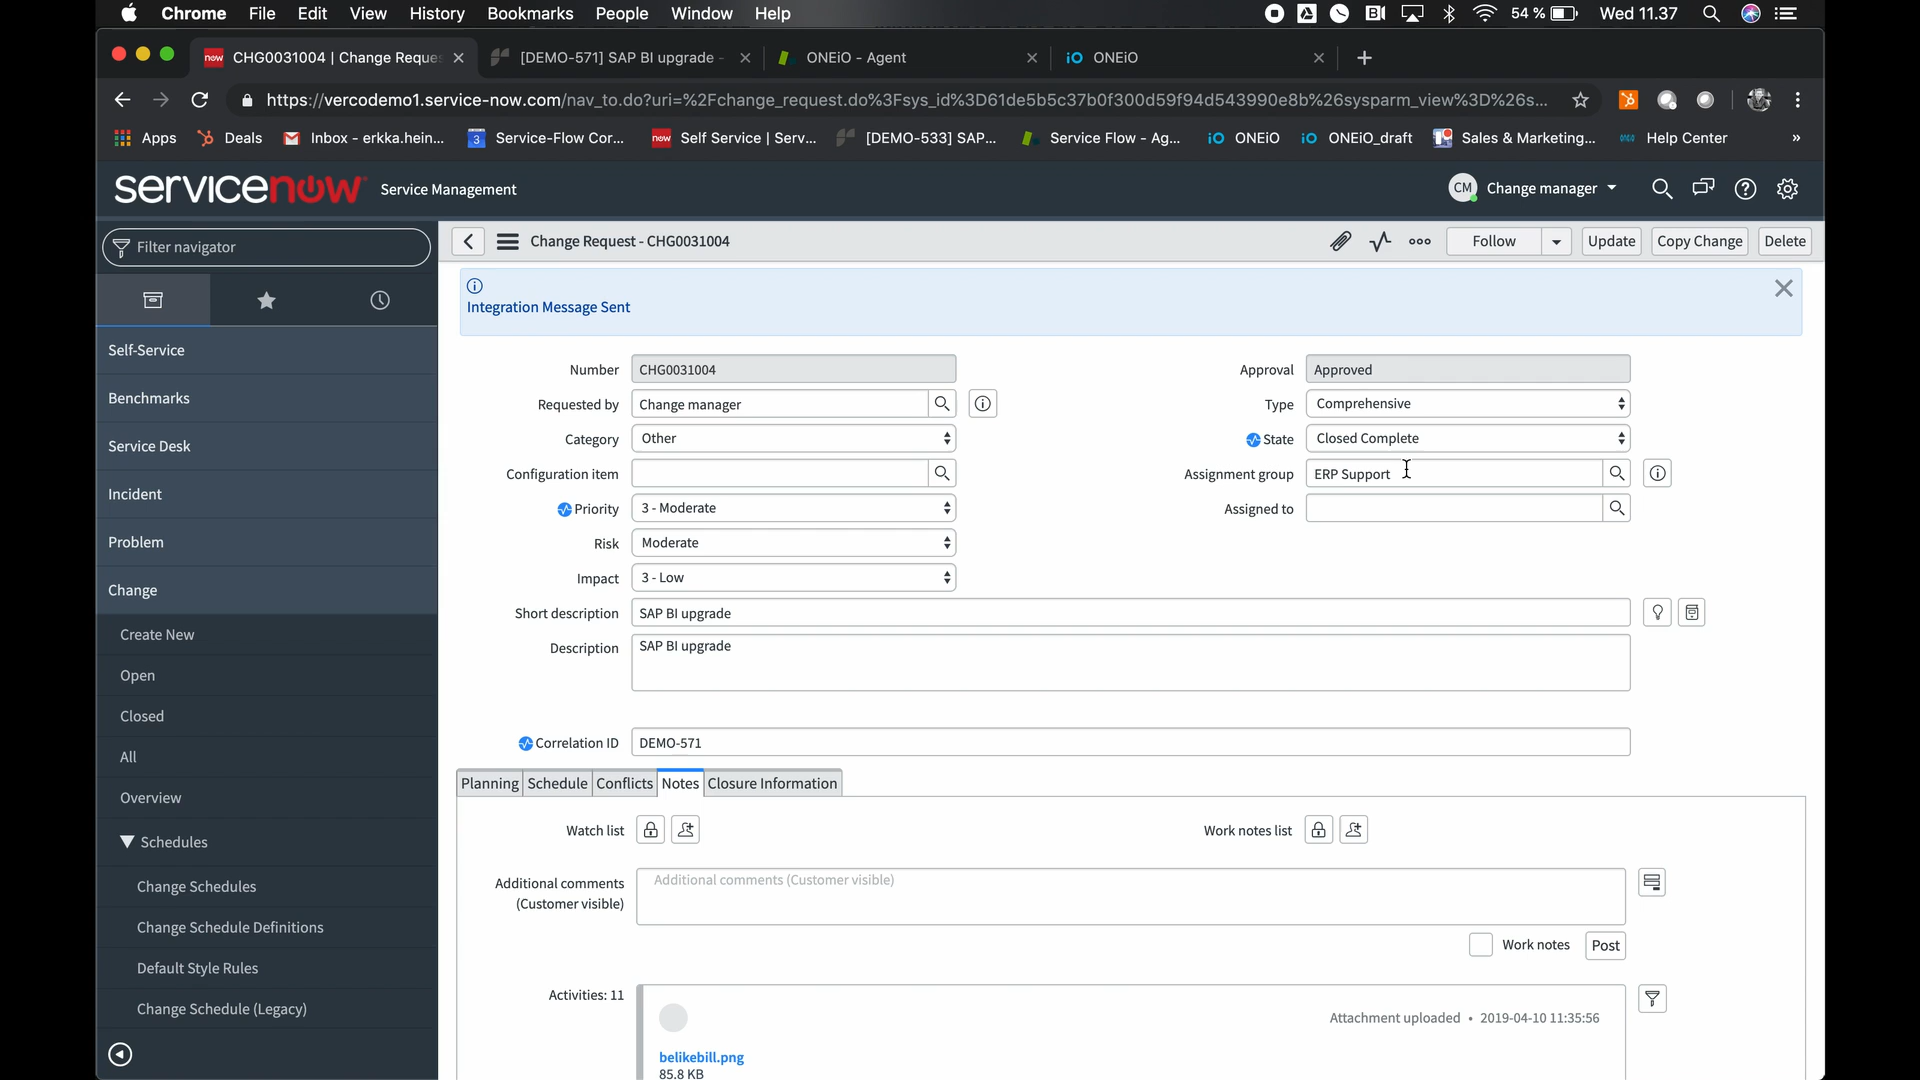 Chrome File Edit View History Bookmarks People Window Help 54 % Wed 11.37
now CHG0031004 | Change Reque [DEMO-571] SAP BI upgrade - ONEiO - Agent iO ONEiO
https://vercodemo1.service-now.com/nav_to.do?uri=%2Fchange_request.do%3Fsys_id%3D61de5b5c37b0f300d59f94d543990e8b%26sysparm_view%3D%26s...
Apps Deals Inbox - erkka.hein... 3 Service-Flow Cor... now Self Service | Serv... [DEMO-533] SAP... Service Flow - Ag... iO ONEiO iO ONEiO_draft Sales & Marketing... Help Center »
servicenow Service Management CM Change manager
Filter navigator
Change Request - CHG0031004 Follow Update Copy Change Delete
Integration Message Sent
Self-Service
Benchmarks
Service Desk
Incident
Problem
Change
Create New
Open
Closed
All
Overview
Schedules
Change Schedules
Change Schedule Definitions
Default Style Rules
Change Schedule (Legacy)
Number CHG0031004 Approval Approved
Requested by Change manager Type Comprehensive
Category Other State Closed Complete
Configuration item Assignment group ERP Support
Priority 3 - Moderate Assigned to
Risk Moderate
Impact 3 - Low
Short description SAP BI upgrade
Description SAP BI upgrade
Correlation ID DEMO-571
Planning Schedule Conflicts Notes Closure Information
Watch list Work notes list
Additional comments Additional comments (Customer visible)
(Customer visible)
Work notes Post
Activities: 11
Attachment uploaded • 2019-04-10 11:35:56
belikebill.png
85.8 KB